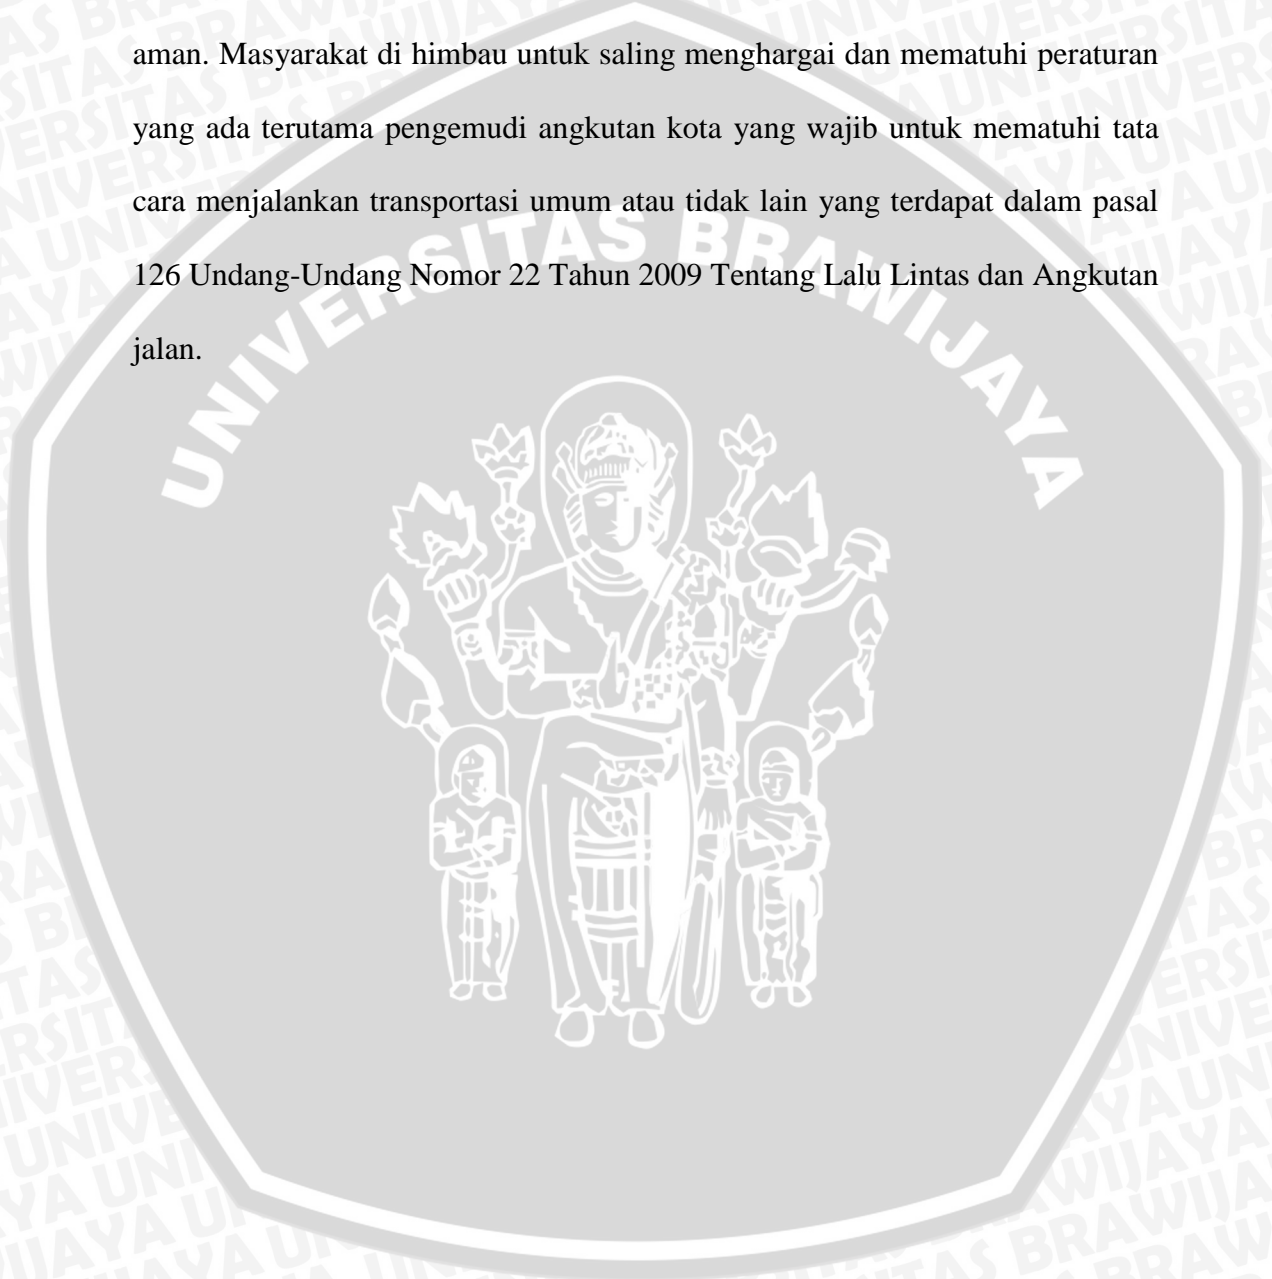 aman. Masyarakat di himbau untuk saling menghargai dan mematuhi peraturan
yang ada terutama pengemudi angkutan kota yang wajib untuk mematuhi tata
cara menjalankan transportasi umum atau tidak lain yang terdapat dalam pasal
126 Undang-Undang Nomor 22 Tahun 2009 Tentang Lalu Lintas dan Angkutan
jalan.
UNIVERSITAS BRAWIJAYA